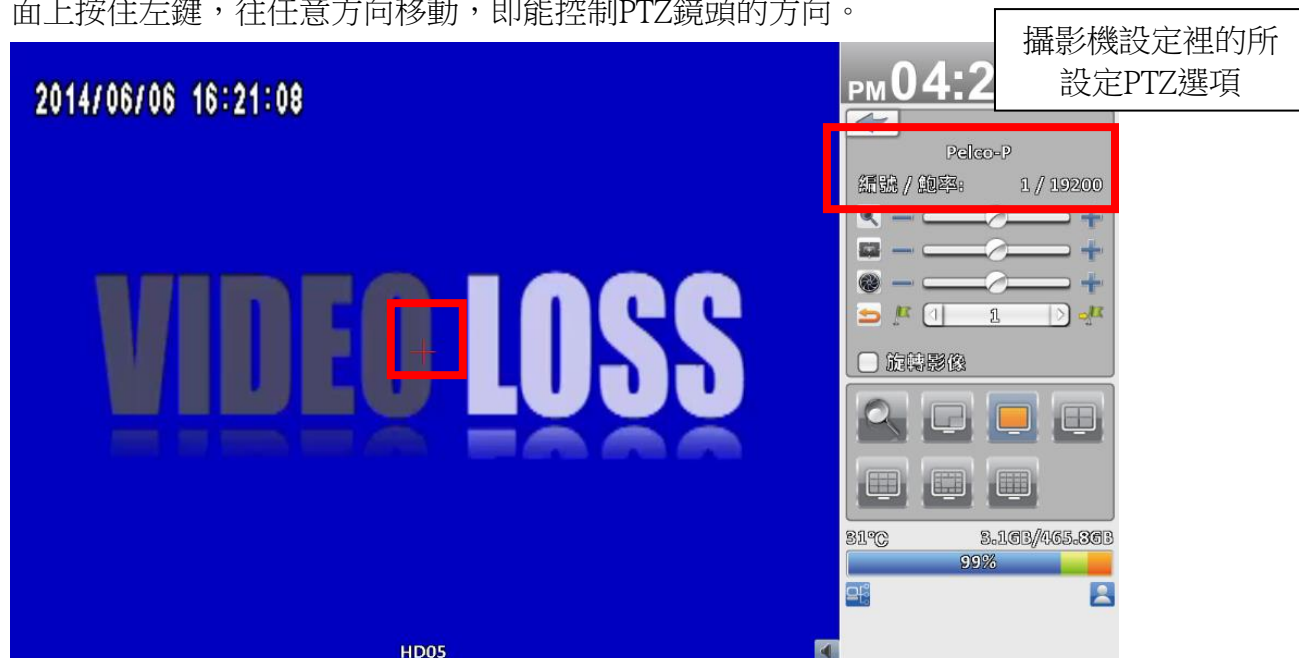 面上按住左鍵，往任意方向移動，即能控制PTZ鏡頭的方向。
攝影機設定裡的所
設定PTZ選項
2014/06/06 16:21:08
PM 04:2
Pelco-P
編號 / 鮑率: 1 / 19200
VIDEO LOSS
1
旋轉影像
31°C 3.1GB/465.8GB
99%
HD05